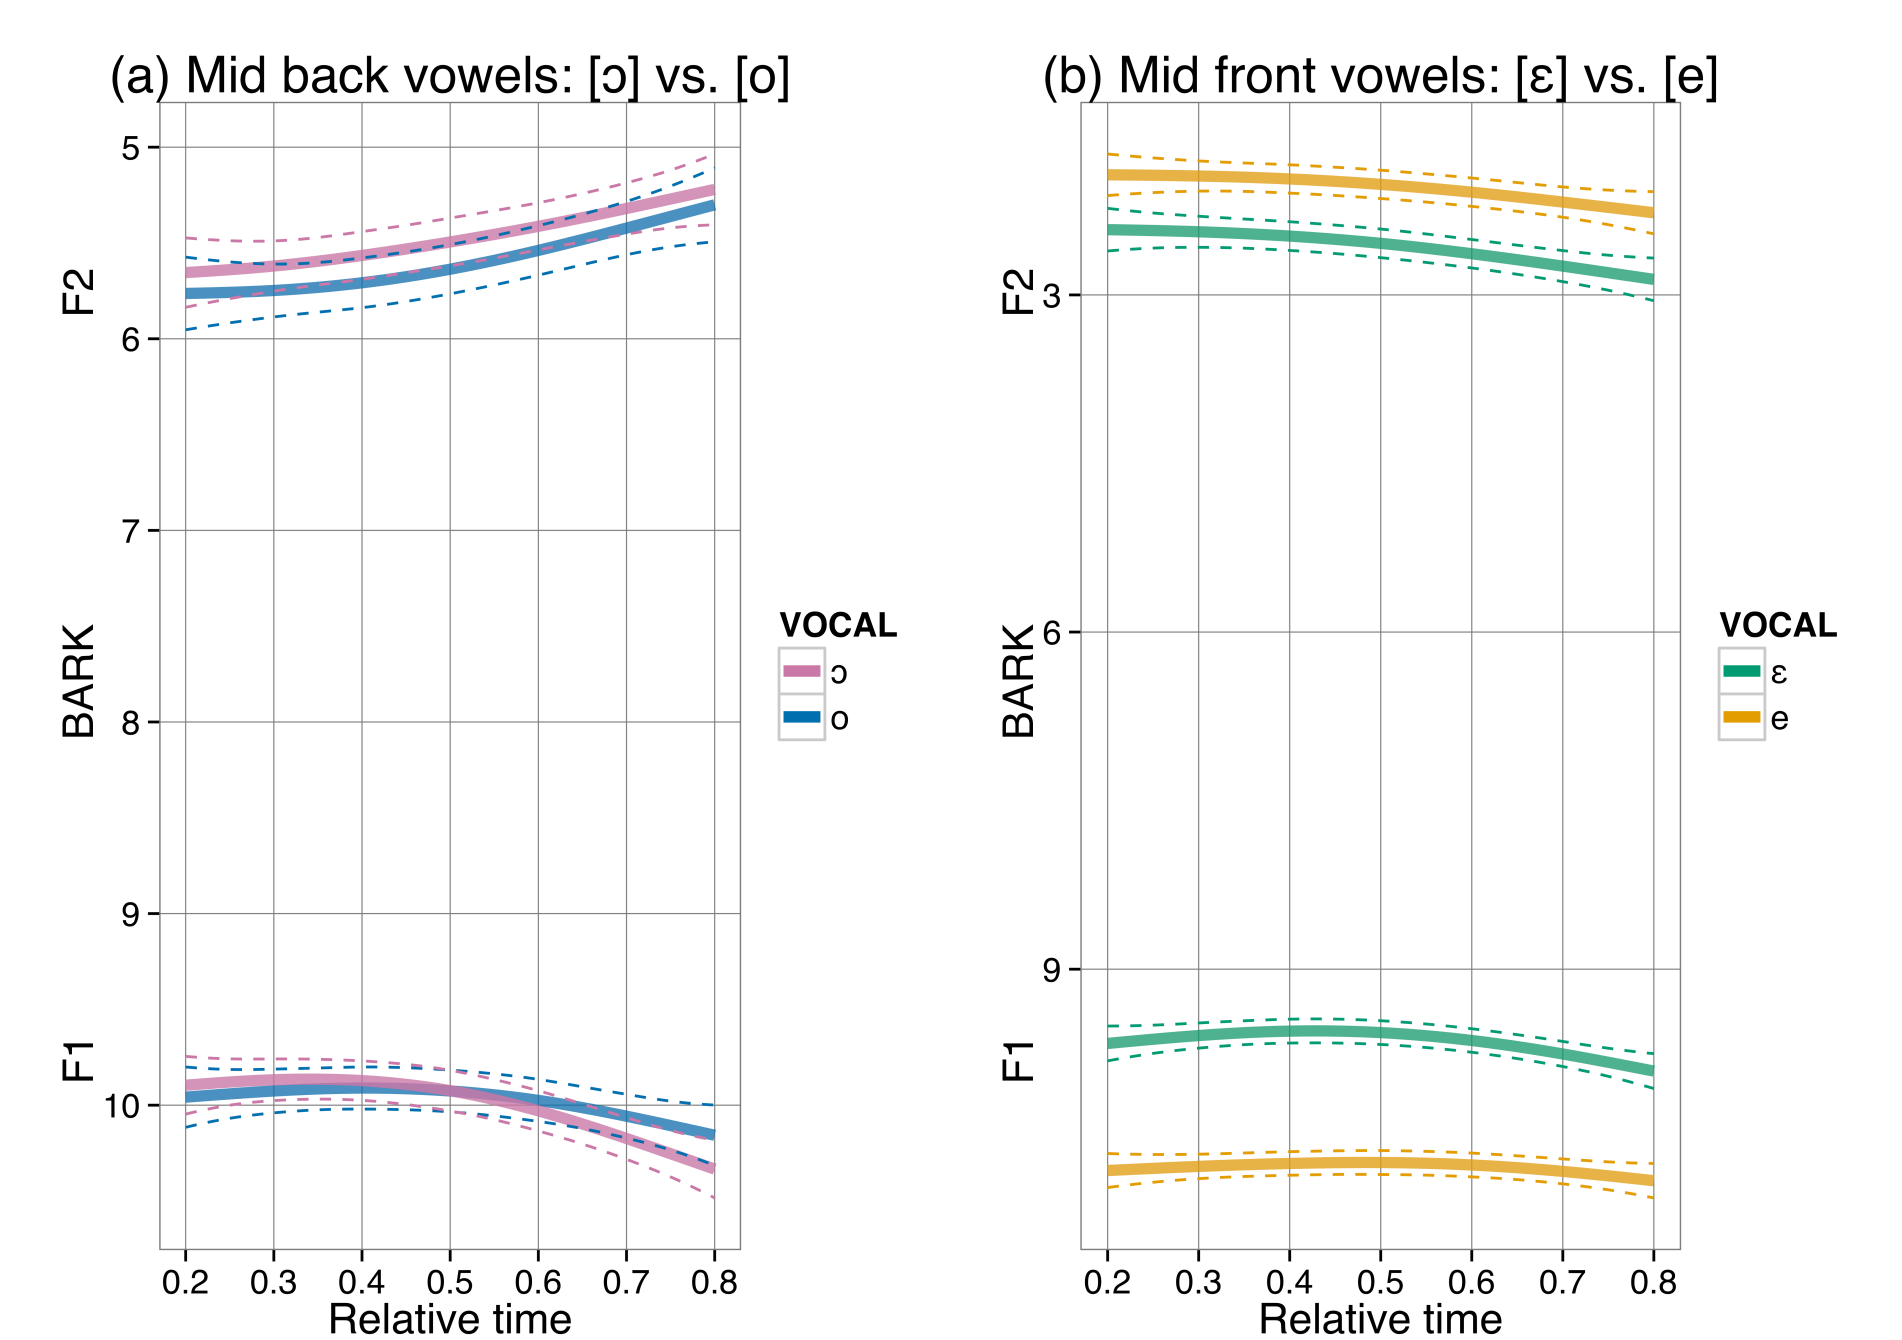 (a) Mid back vowels: [ɔ] vs. [o]
F2
BARK
F1
5
6
7
8
9
10
0.2 0.3 0.4 0.5 0.6 0.7 0.8
Relative time
VOCAL
ɔ
o
(b) Mid front vowels: [ɛ] vs. [e]
F2
BARK
F1
3
6
9
0.2 0.3 0.4 0.5 0.6 0.7 0.8
Relative time
VOCAL
ɛ
e